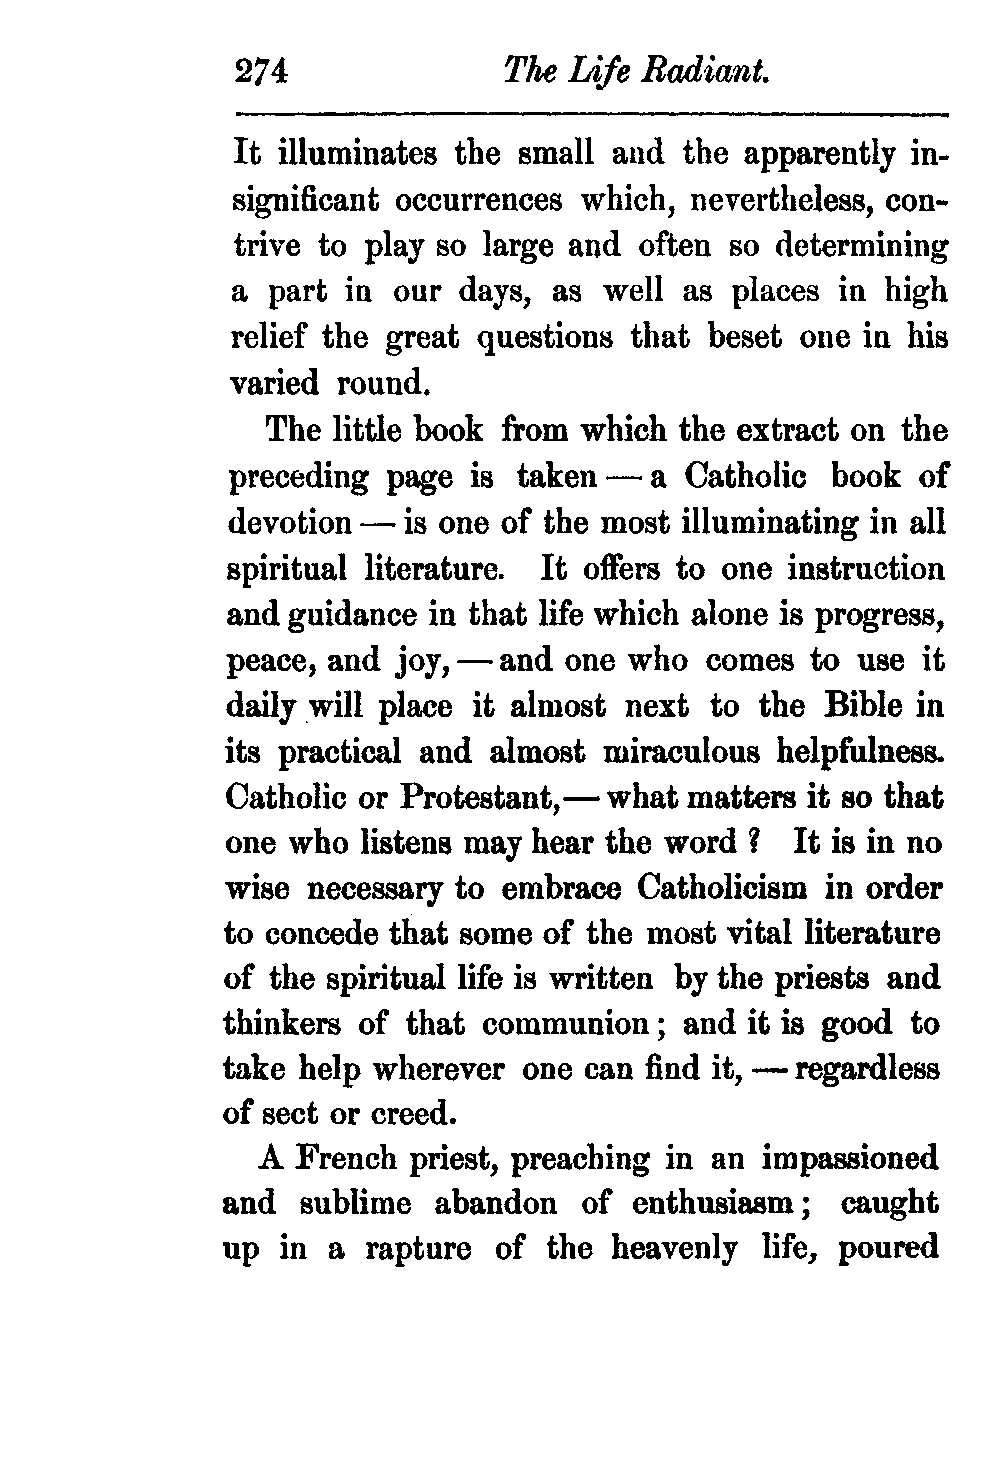 274 The Life Radiant.
It illuminates the small and the apparently in-
significant occurrences which, nevertheless, con-
trive to play so large and often so determining
a part in our days, as well as places in high
relief the great questions that beset one in his
varied round.
The little book from which the extract on the
preceding page is taken — a Catholic book of
devotion — is one of the most illuminating in all
spiritual literature. It offers to one instruction
and guidance in that life which alone is progress,
peace, and joy, — and one who comes to use it
daily will place it almost next to the Bible in
its practical and almost miraculous helpfulness.
Catholic or Protestant, — what matters it so that
one who listens may hear the word ? It is in no
wise necessary to embrace Catholicism in order
to concede that some of the most vital literature
of the spiritual life is written by the priests and
thinkers of that communion ; and it is good to
take help wherever one can find it, — regardless
of sect or creed.
A French priest, preaching in an impassioned
and sublime abandon of enthusiasm ; caught
up in a rapture of the heavenly life, poured